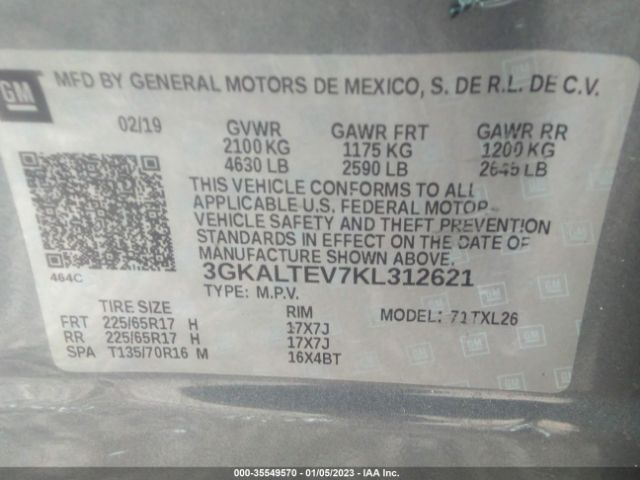 GM
MFD BY GENERAL MOTORS DE MEXICO, S. DE R.L. DE C.V.
02/19 GVWR GAWR FRT GAWR RR
2100 KG 1175 KG 1200 KG
4630 LB 2590 LB 2645 LB
THIS VEHICLE CONFORMS TO ALL
APPLICABLE U.S. FEDERAL MOTOR
VEHICLE SAFETY AND THEFT PREVENTION
STANDARDS IN EFFECT ON THE DATE OF
MANUFACTURE SHOWN ABOVE.
464C 3GKALTEV7KL312621
TYPE: M.P.V.
TIRE SIZE RIM MODEL: 71TXL26
FRT 225/65R17 H 17X7J
RR 225/65R17 H 17X7J
SPA T135/70R16 M 16X4BT
000-35549570 - 01/05/2023 - IAA Inc.